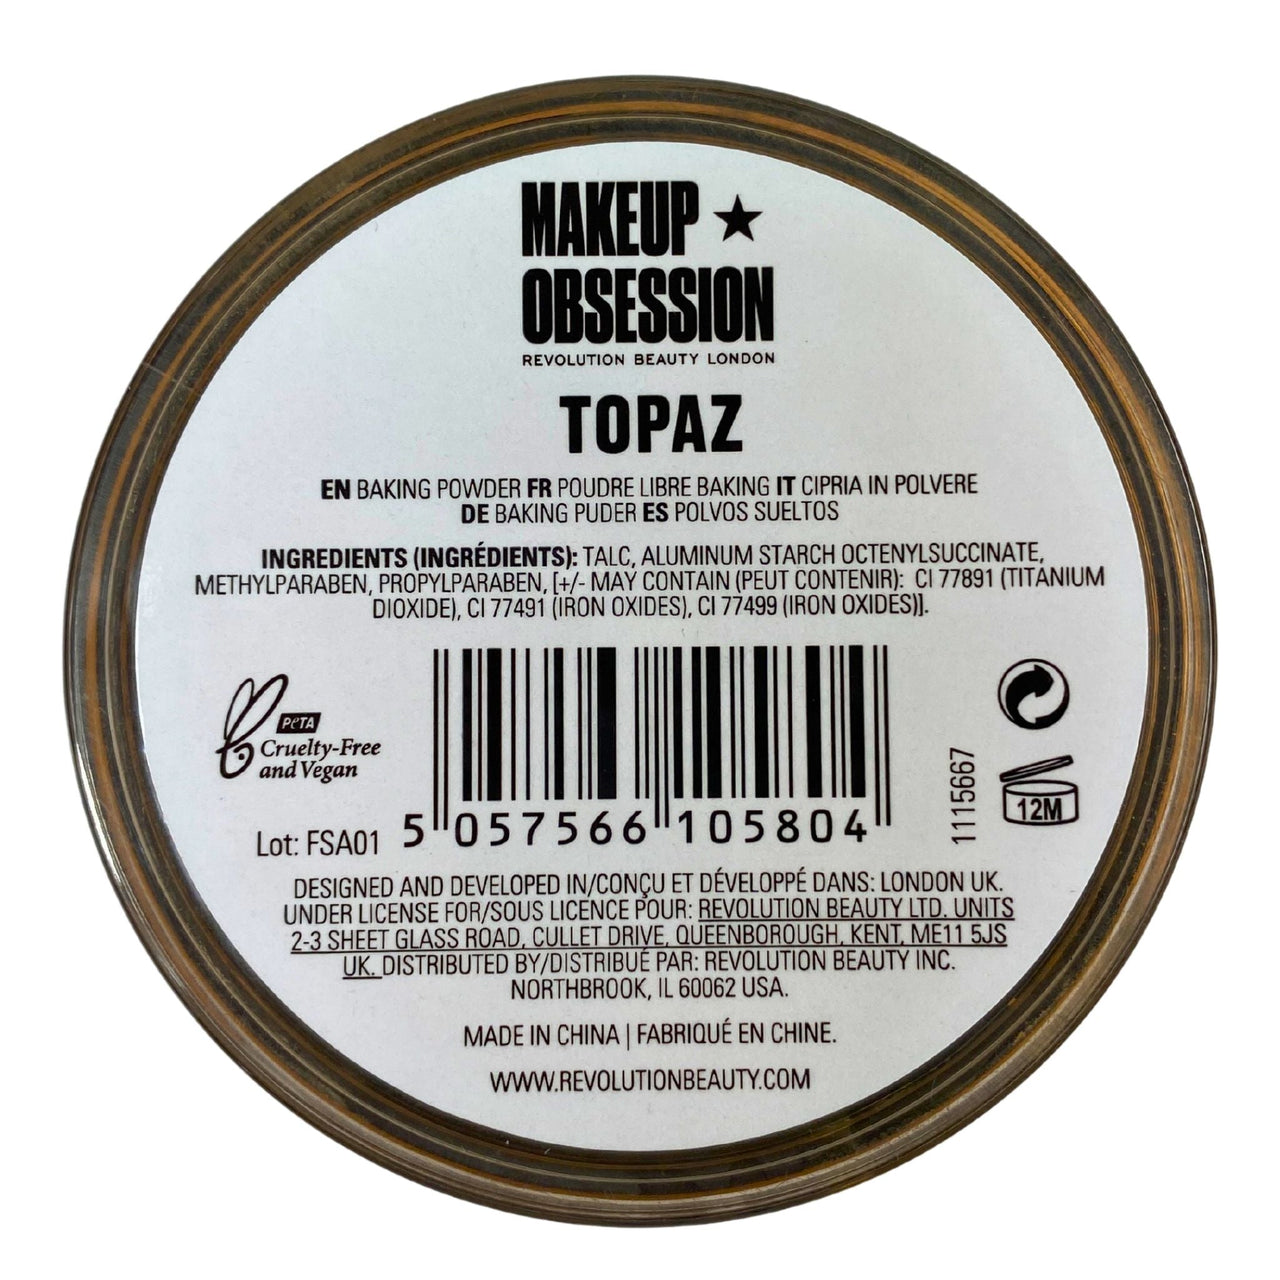 MAKEUP ★
OBSESSION
REVOLUTION BEAUTY LONDON
TOPAZ
EN BAKING POWDER FR POUDRE LIBRE BAKING IT CIPRIA IN POLVERE
DE BAKING PUDER ES POLVOS SUELTOS
INGREDIENTS (INGRÉDIENTS): TALC, ALUMINUM STARCH OCTENYLSUCCINATE,
METHYLPARABEN, PROPYLPARABEN, [+/- MAY CONTAIN (PEUT CONTENIR): CI 77891 (TITANIUM
DIOXIDE), CI 77491 (IRON OXIDES), CI 77499 (IRON OXIDES)].
PETA
Cruelty-Free
and Vegan
Lot: FSA01
5 057566 105804
1115667
12M
DESIGNED AND DEVELOPED IN/CONÇU ET DÉVELOPPÉ DANS: LONDON UK.
UNDER LICENSE FOR/SOUS LICENCE POUR: REVOLUTION BEAUTY LTD. UNITS
2-3 SHEET GLASS ROAD, CULLET DRIVE, QUEENBOROUGH, KENT, ME11 5JS
UK. DISTRIBUTED BY/DISTRIBUÉ PAR: REVOLUTION BEAUTY INC.
NORTHBROOK, IL 60062 USA.
MADE IN CHINA | FABRIQUÉ EN CHINE.
WWW.REVOLUTIONBEAUTY.COM